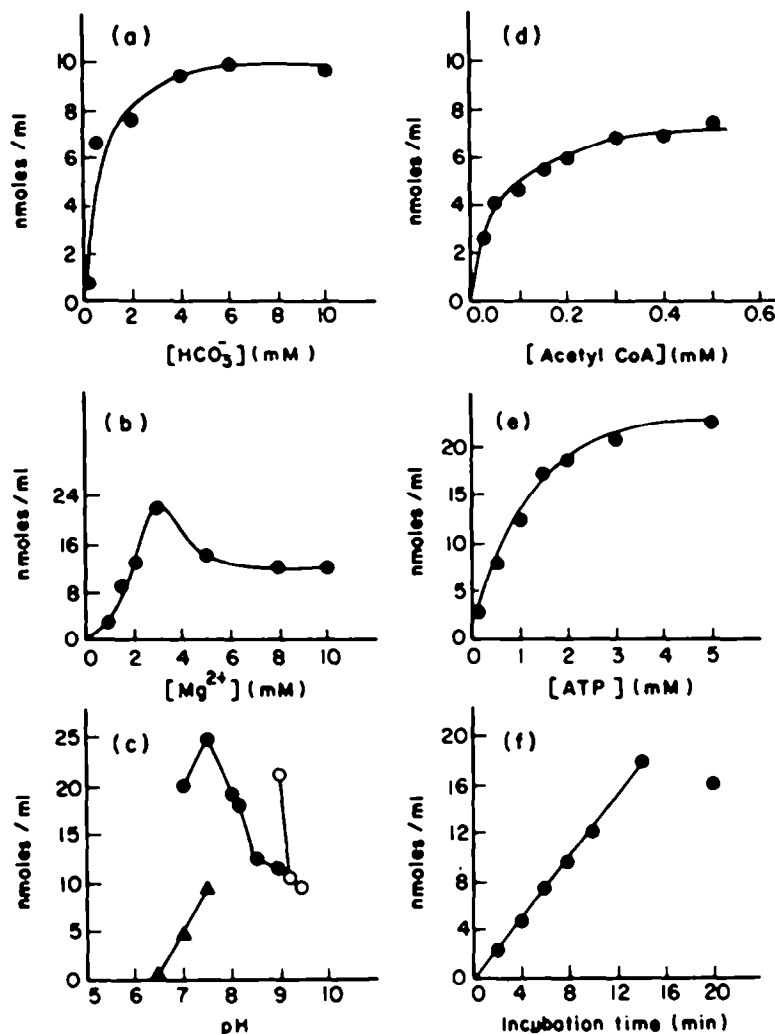 (a)
nmoles / ml
10
8
6
4
2
0
0 2 4 6 8 10
[HCO₃⁻] (mM)
(d)
nmoles / ml
10
8
6
4
2
0
0.0 0.2 0.4 0.6
[Acetyl CoA] (mM)
(b)
nmoles / ml
24
16
12
8
4
0
0 2 4 6 8 10
[Mg²⁺] (mM)
(e)
nmoles / ml
20
15
10
5
0
0 1 2 3 4 5
[ATP] (mM)
(c)
nmoles / ml
25
20
15
10
5
0
5 6 7 8 9 10
pH
(f)
nmoles / ml
16
12
8
4
0
0 4 8 12 16 20
Incubation time (min)